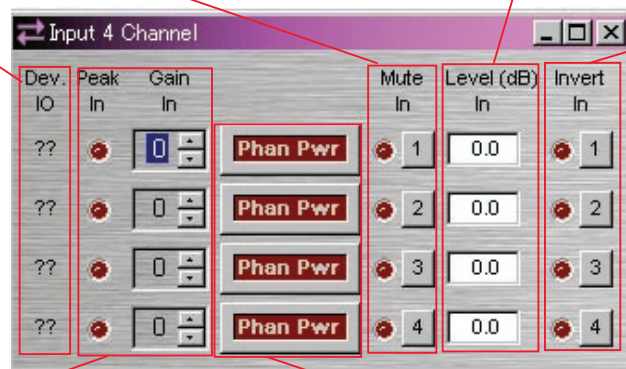 Input 4 Channel
Dev. Peak Gain Mute Level (dB) Invert
IO In In In In In
?? 0 Phan Pwr 1 0.0 1
?? 0 Phan Pwr 2 0.0 2
?? 0 Phan Pwr 3 0.0 3
?? 0 Phan Pwr 4 0.0 4